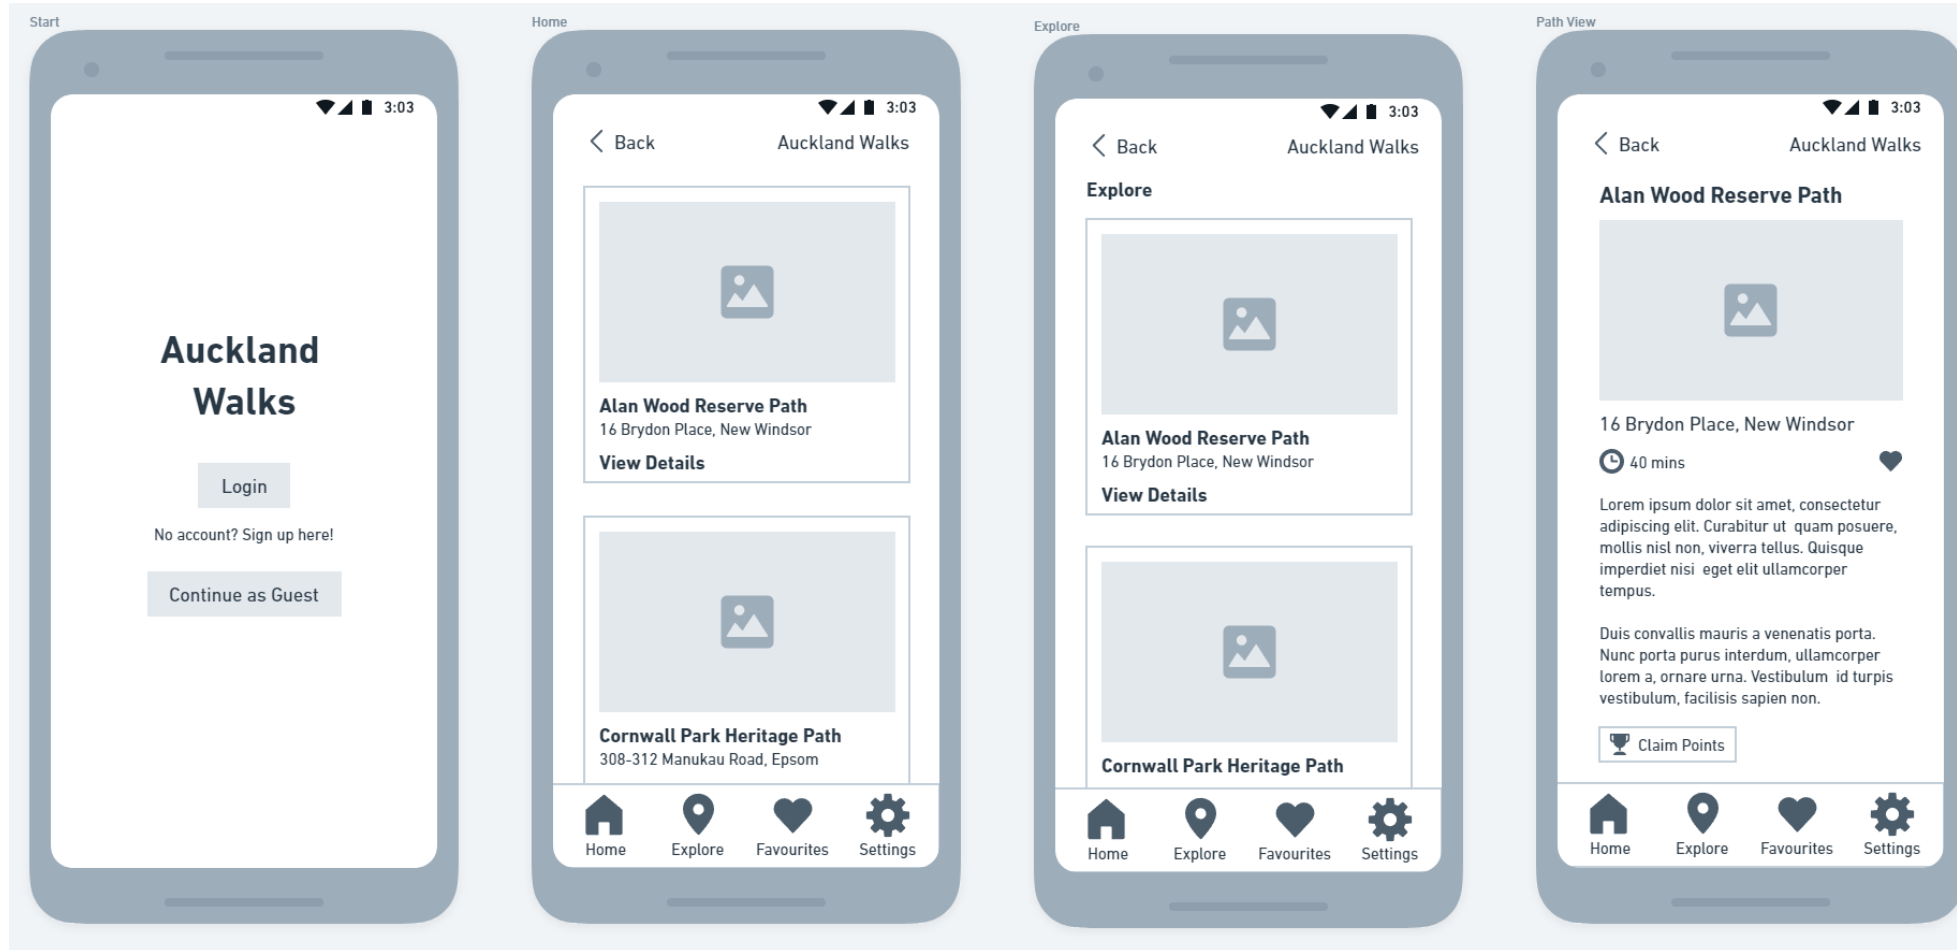 Start
3:03
Auckland
Walks
Login
No account? Sign up here!
Continue as Guest
Home
3:03
Back
Auckland Walks
Alan Wood Reserve Path
16 Brydon Place, New Windsor
View Details
Cornwall Park Heritage Path
308-312 Manukau Road, Epsom
Home
Explore
Favourites
Settings
Explore
3:03
Back
Auckland Walks
Explore
Alan Wood Reserve Path
16 Brydon Place, New Windsor
View Details
Cornwall Park Heritage Path
Home
Explore
Favourites
Settings
Path View
3:03
Back
Auckland Walks
Alan Wood Reserve Path
16 Brydon Place, New Windsor
40 mins
Lorem ipsum dolor sit amet, consectetur
adipiscing elit. Curabitur ut quam posuere,
mollis nisl non, viverra tellus. Quisque
imperdiet nisi eget elit ullamcorper
tempus.
Duis convallis mauris a venenatis porta.
Nunc porta purus interdum, ullamcorper
lorem a, ornare urna. Vestibulum id turpis
vestibulum, facilisis sapien non.
Claim Points
Home
Explore
Favourites
Settings